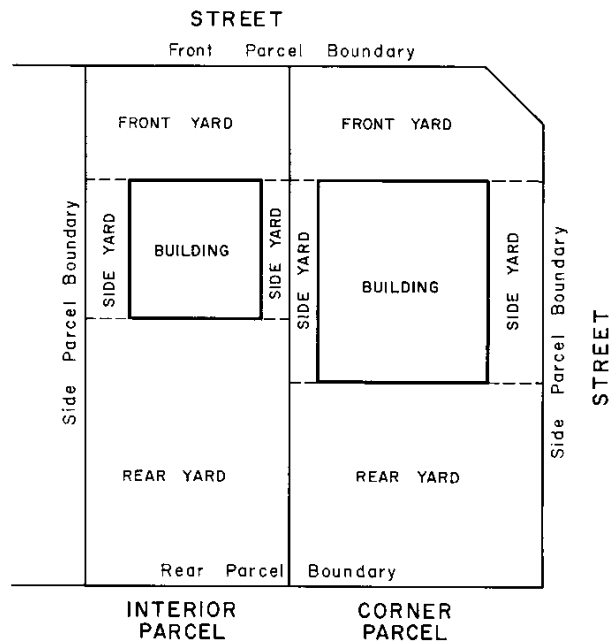 STREET
Front Parcel Boundary
FRONT YARD
FRONT YARD
Side Parcel Boundary
SIDE YARD
BUILDING
SIDE YARD
SIDE YARD
BUILDING
SIDE YARD
Side Parcel Boundary
STREET
REAR YARD
REAR YARD
Rear Parcel Boundary
INTERIOR
PARCEL
CORNER
PARCEL